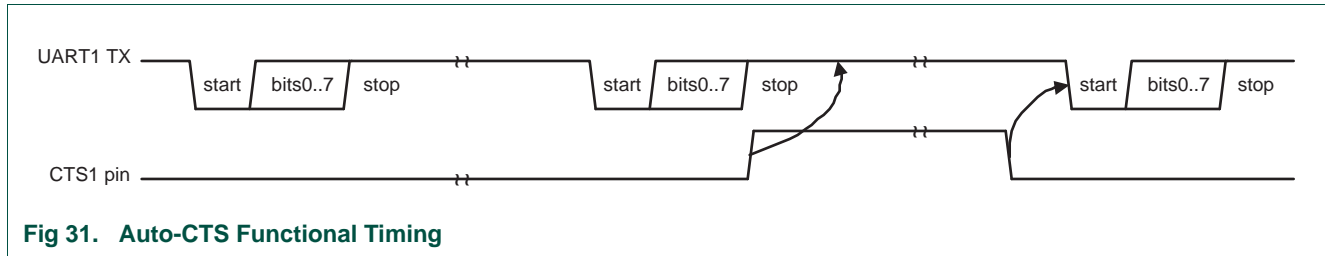 UART1 TX
start bits0..7 stop start bits0..7 stop start bits0..7 stop
CTS1 pin
Fig 31. Auto-CTS Functional Timing